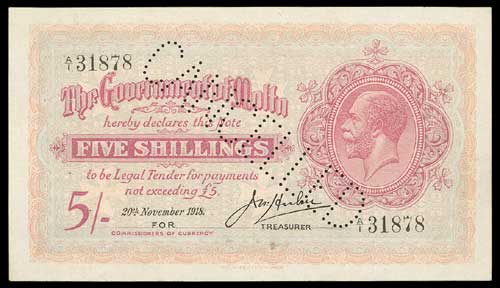 A/1 31878
The Government of Malta
hereby declares this Note
FIVE SHILLINGS
to be Legal Tender for payments
not exceeding £5.
5/-
20th November 1918.
FOR
COMMISSIONERS OF CURRENCY
TREASURER
A/1 31878